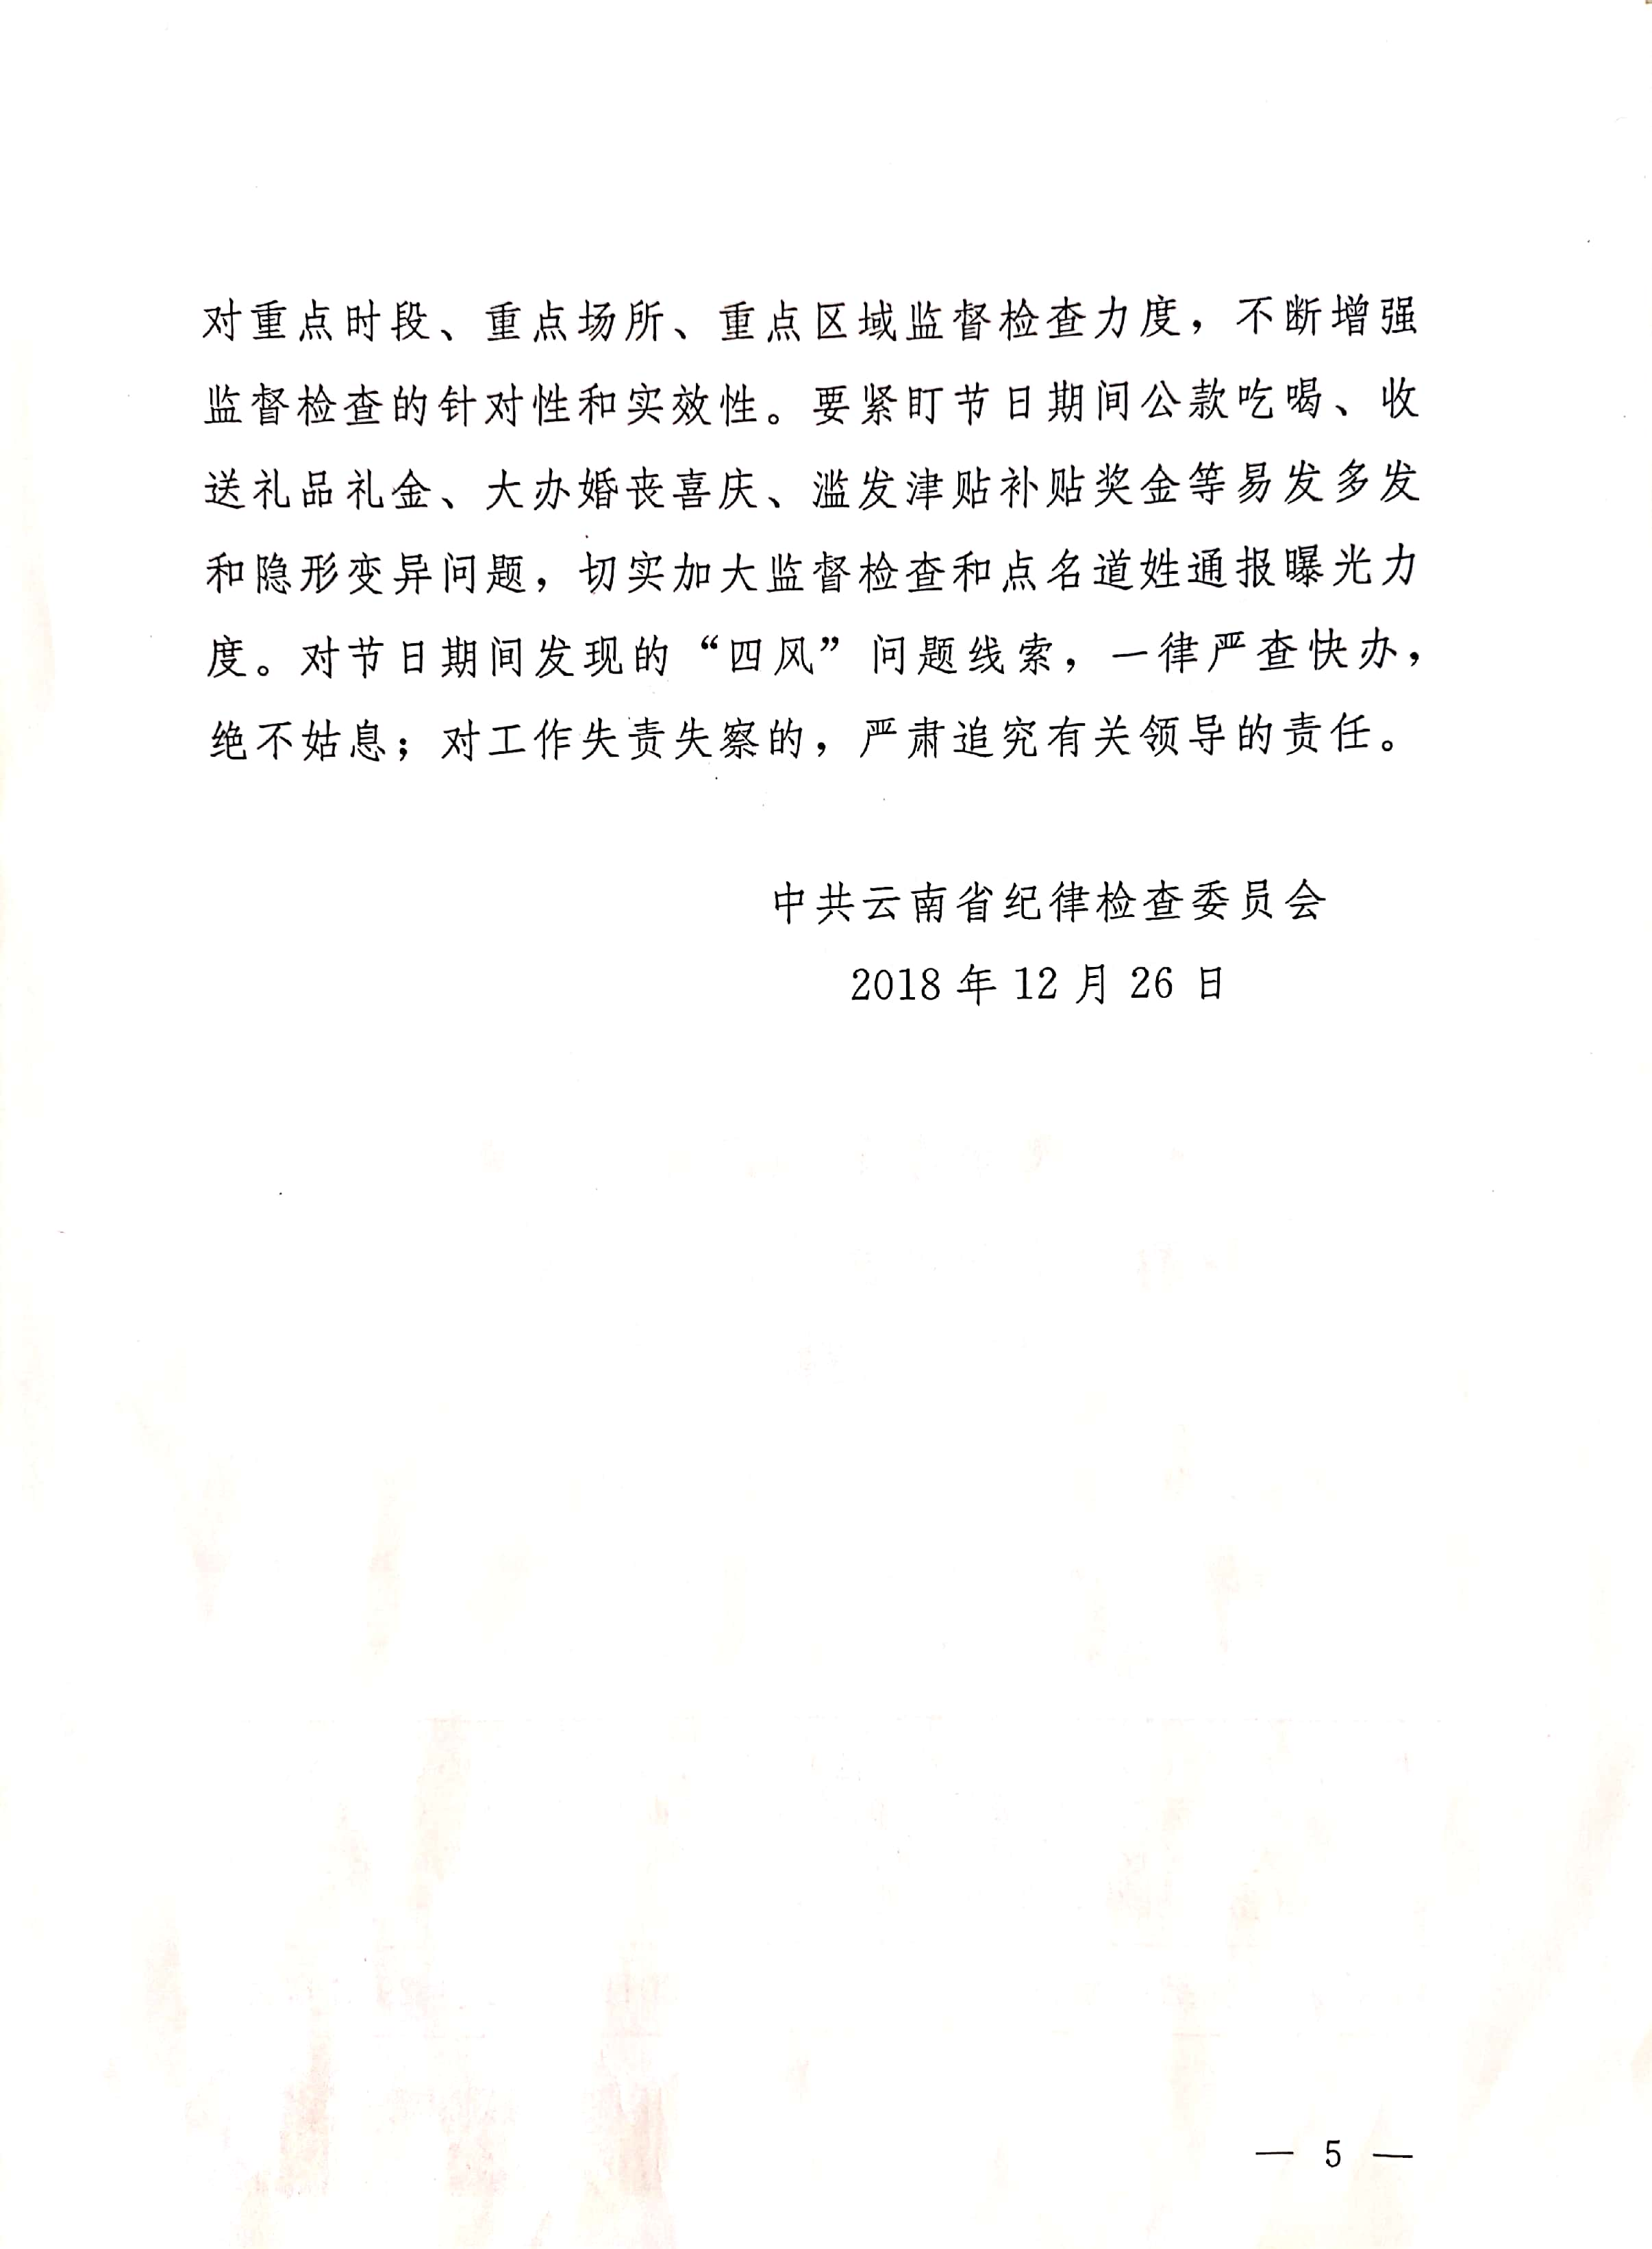 对重点时段、重点场所、重点区域监督检查力度，不断增强
监督检查的针对性和实效性。要紧盯节日期间公款吃喝、收
送礼品礼金、大办婚丧喜庆、滥发津贴补贴奖金等易发多发
和隐形变异问题，切实加大监督检查和点名道姓通报曝光力
度。对节日期间发现的“四风”问题线索，一律严查快办，
绝不姑息；对工作失责失察的，严肃追究有关领导的责任。
中共云南省纪律检查委员会
2018 年 12 月 26 日
— 5 —